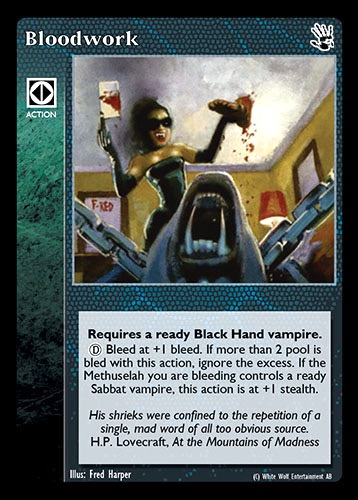 Bloodwork
ACTION
F-RED
Requires a ready Black Hand vampire.
Ⓓ Bleed at +1 bleed. If more than 2 pool is
bled with this action, ignore the excess. If the
Methuselah you are bleeding controls a ready
Sabbat vampire, this action is at +1 stealth.
His shrieks were confined to the repetition of a
single, mad word of all too obvious source.
H.P. Lovecraft, At the Mountains of Madness
Illus: Fred Harper
(C) White Wolf Entertainment AB